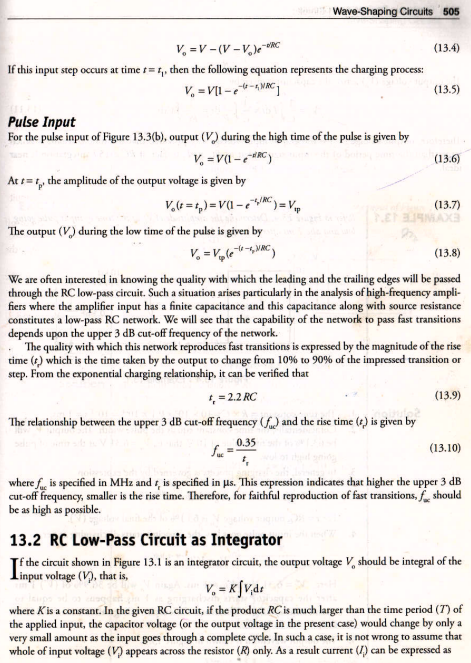 Wave-Shaping Circuits 505
V_o = V – (V – V_o)e^{–t/RC} (13.4)
If this input step occurs at time t = t_1, then the following equation represents the charging process:
V_o = V[1 – e^{–(t – t_1)/RC}] (13.5)
Pulse Input
For the pulse input of Figure 13.3(b), output (V_o) during the high time of the pulse is given by
V_o = V(1 – e^{–t/RC}) (13.6)
At t = t_p, the amplitude of the output voltage is given by
V_o(t = t_p) = V(1 – e^{–t_p/RC}) = V_tp (13.7)
The output (V_o) during the low time of the pulse is given by
V_o = V_tp(e^{–(t – t_p)/RC}) (13.8)
We are often interested in knowing the quality with which the leading and the trailing edges will be passed
through the RC low-pass circuit. Such a situation arises particularly in the analysis of high-frequency ampli-
fiers where the amplifier input has a finite capacitance and this capacitance along with source resistance
constitutes a low-pass RC network. We will see that the capability of the network to pass fast transitions
depends upon the upper 3 dB cut-off frequency of the network.
The quality with which this network reproduces fast transitions is expressed by the magnitude of the rise
time (t_r) which is the time taken by the output to change from 10% to 90% of the impressed transition or
step. From the exponential charging relationship, it can be verified that
t_r = 2.2 RC (13.9)
The relationship between the upper 3 dB cut-off frequency (f_uc) and the rise time (t_r) is given by
f_uc = 0.35 / t_r (13.10)
where f_uc is specified in MHz and t_r is specified in μs. This expression indicates that higher the upper 3 dB
cut-off frequency, smaller is the rise time. Therefore, for faithful reproduction of fast transitions, f_uc should
be as high as possible.
13.2 RC Low-Pass Circuit as Integrator
If the circuit shown in Figure 13.1 is an integrator circuit, the output voltage V_o should be integral of the
input voltage (V_i), that is,
V_o = K∫V_i dt
where K is a constant. In the given RC circuit, if the product RC is much larger than the time period (T) of
the applied input, the capacitor voltage (or the output voltage in the present case) would change by only a
very small amount as the input goes through a complete cycle. In such a case, it is not wrong to assume that
whole of input voltage (V_i) appears across the resistor (R) only. As a result current (I_i) can be expressed as